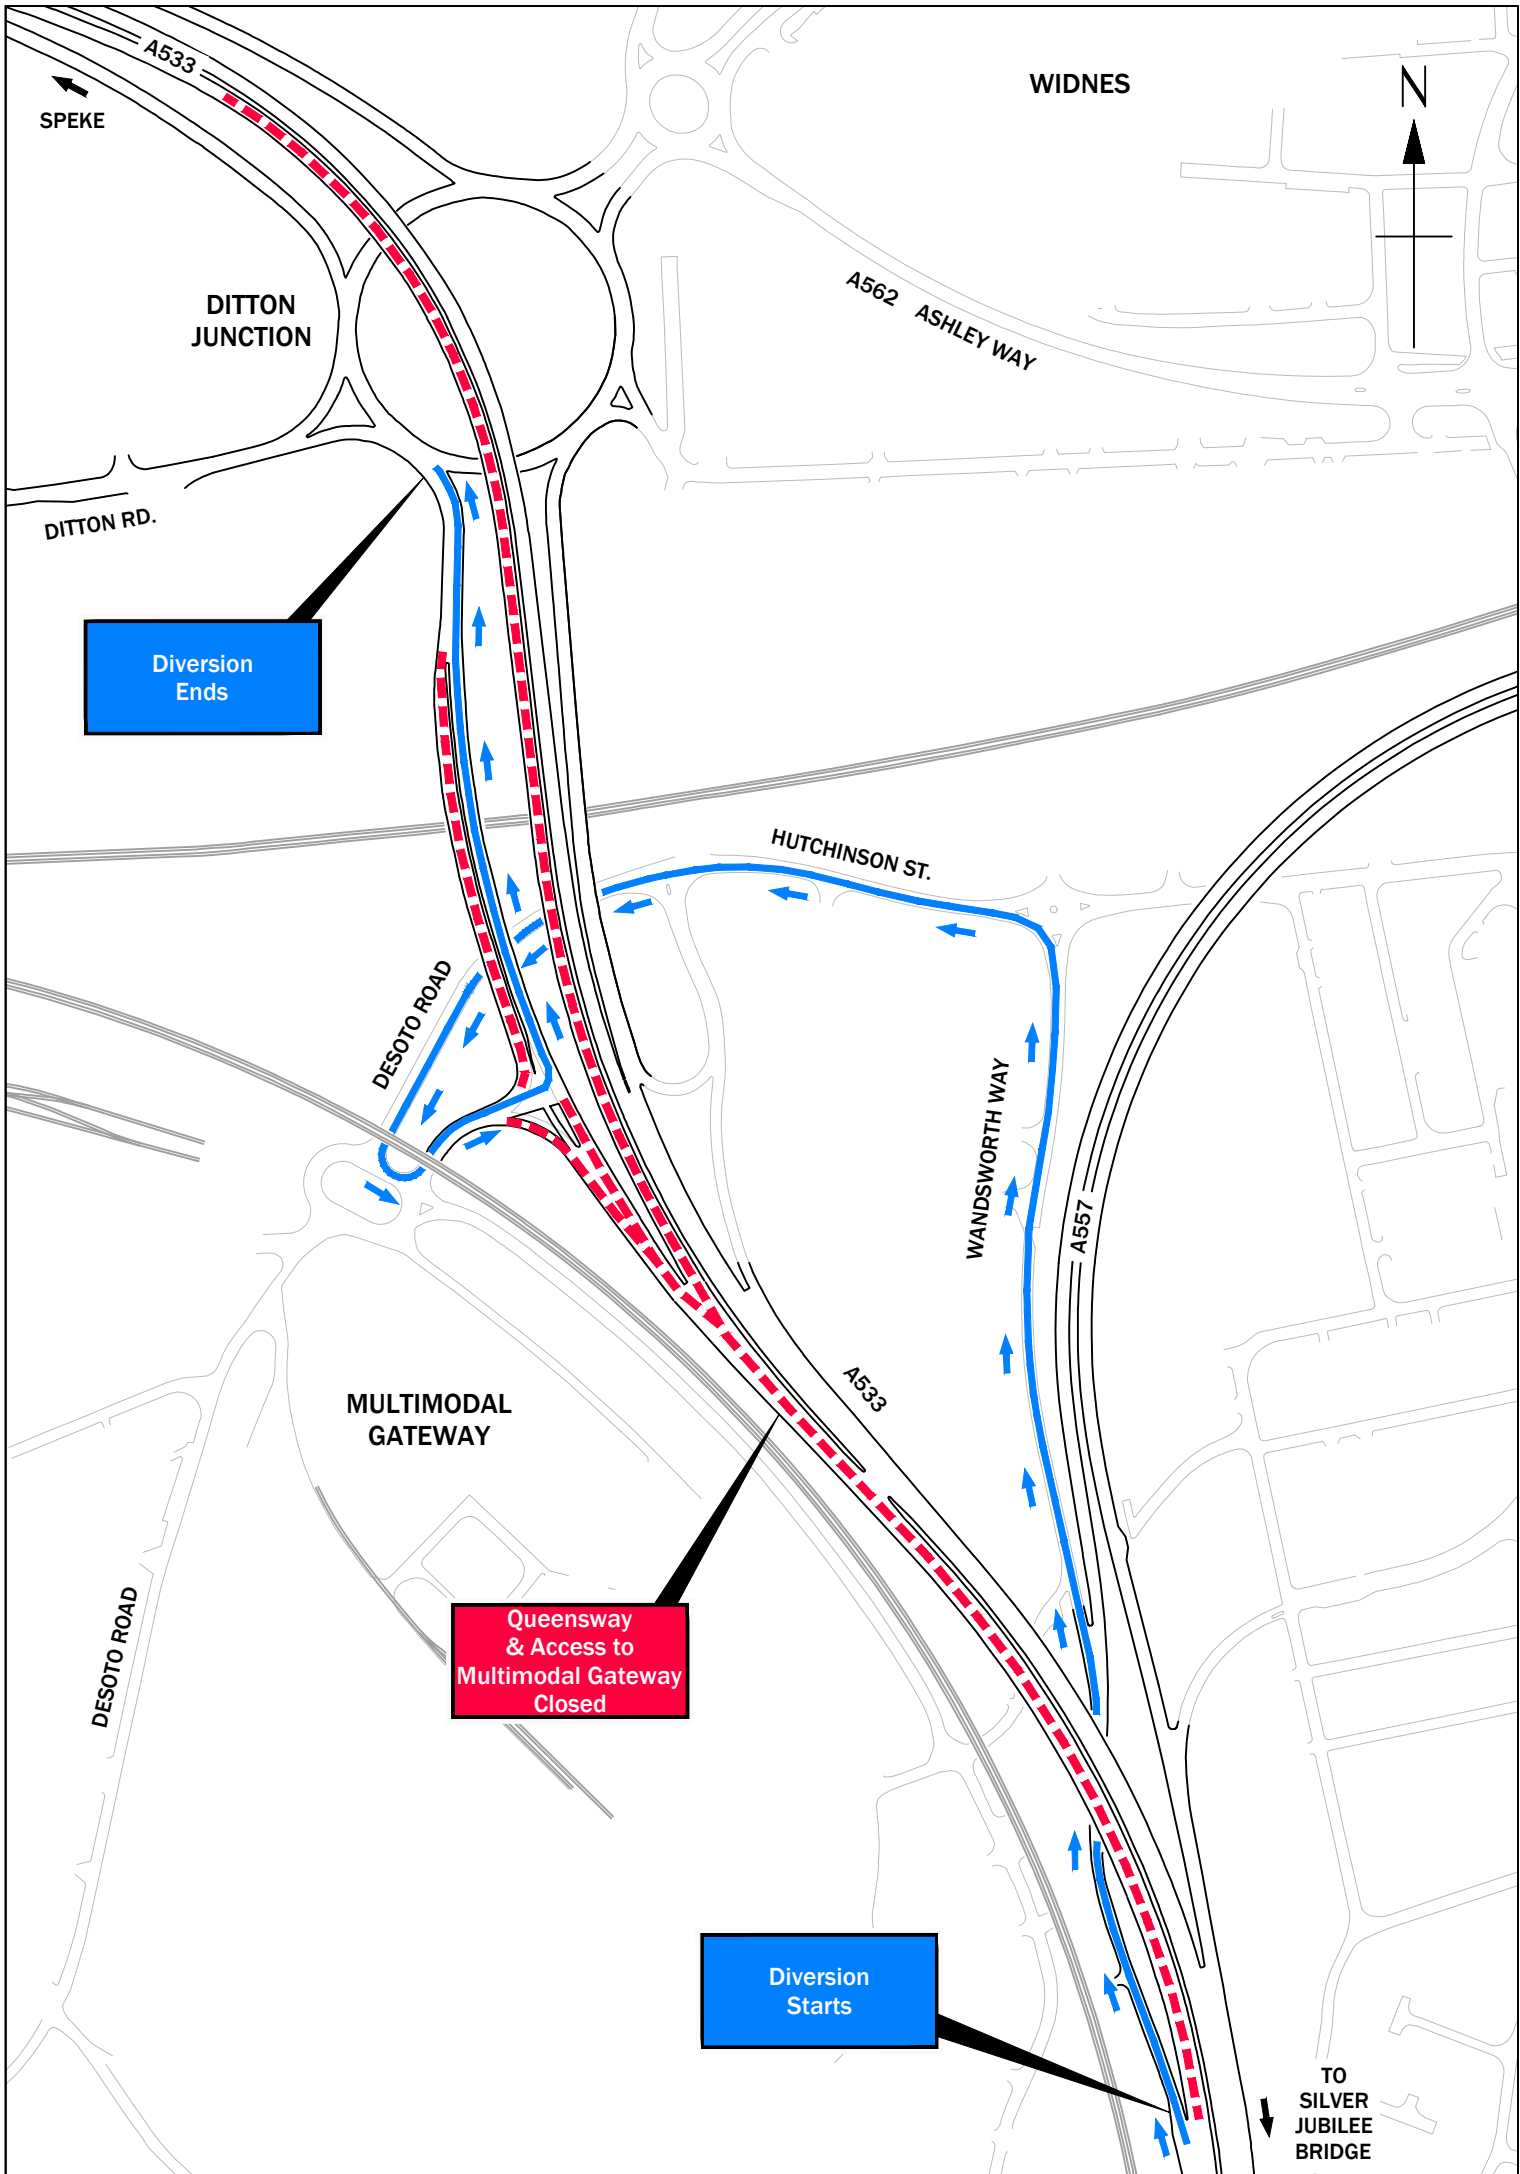 A533
SPEKE
WIDNES
N
DITTON
JUNCTION
A562 ASHLEY WAY
DITTON RD.
Diversion
Ends
HUTCHINSON ST.
DESOTO ROAD
WANDSWORTH WAY
A557
A533
MULTIMODAL
GATEWAY
Queensway
& Access to
Multimodal Gateway
Closed
DESOTO ROAD
Diversion
Starts
TO
SILVER
JUBILEE
BRIDGE